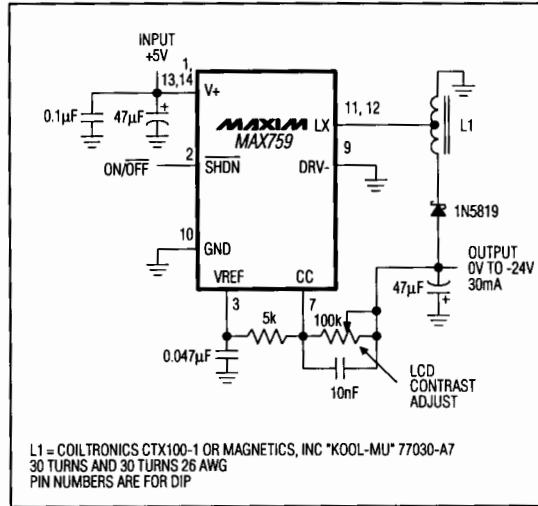 INPUT
+5V
1,
13,14
V+
0.1µF
47µF
+
MAXIM
MAX759
LX
11, 12
L1
2
ON/OFF
SHDN
9
DRV-
1N5819
10
GND
OUTPUT
0V TO -24V
30mA
VREF
CC
47µF
+
3
7
5k
100k
0.047µF
10nF
LCD
CONTRAST
ADJUST
L1 = COILTRONICS CTX100-1 OR MAGNETICS, INC "KOOL-MU" 77030-A7
30 TURNS AND 30 TURNS 26 AWG
PIN NUMBERS ARE FOR DIP